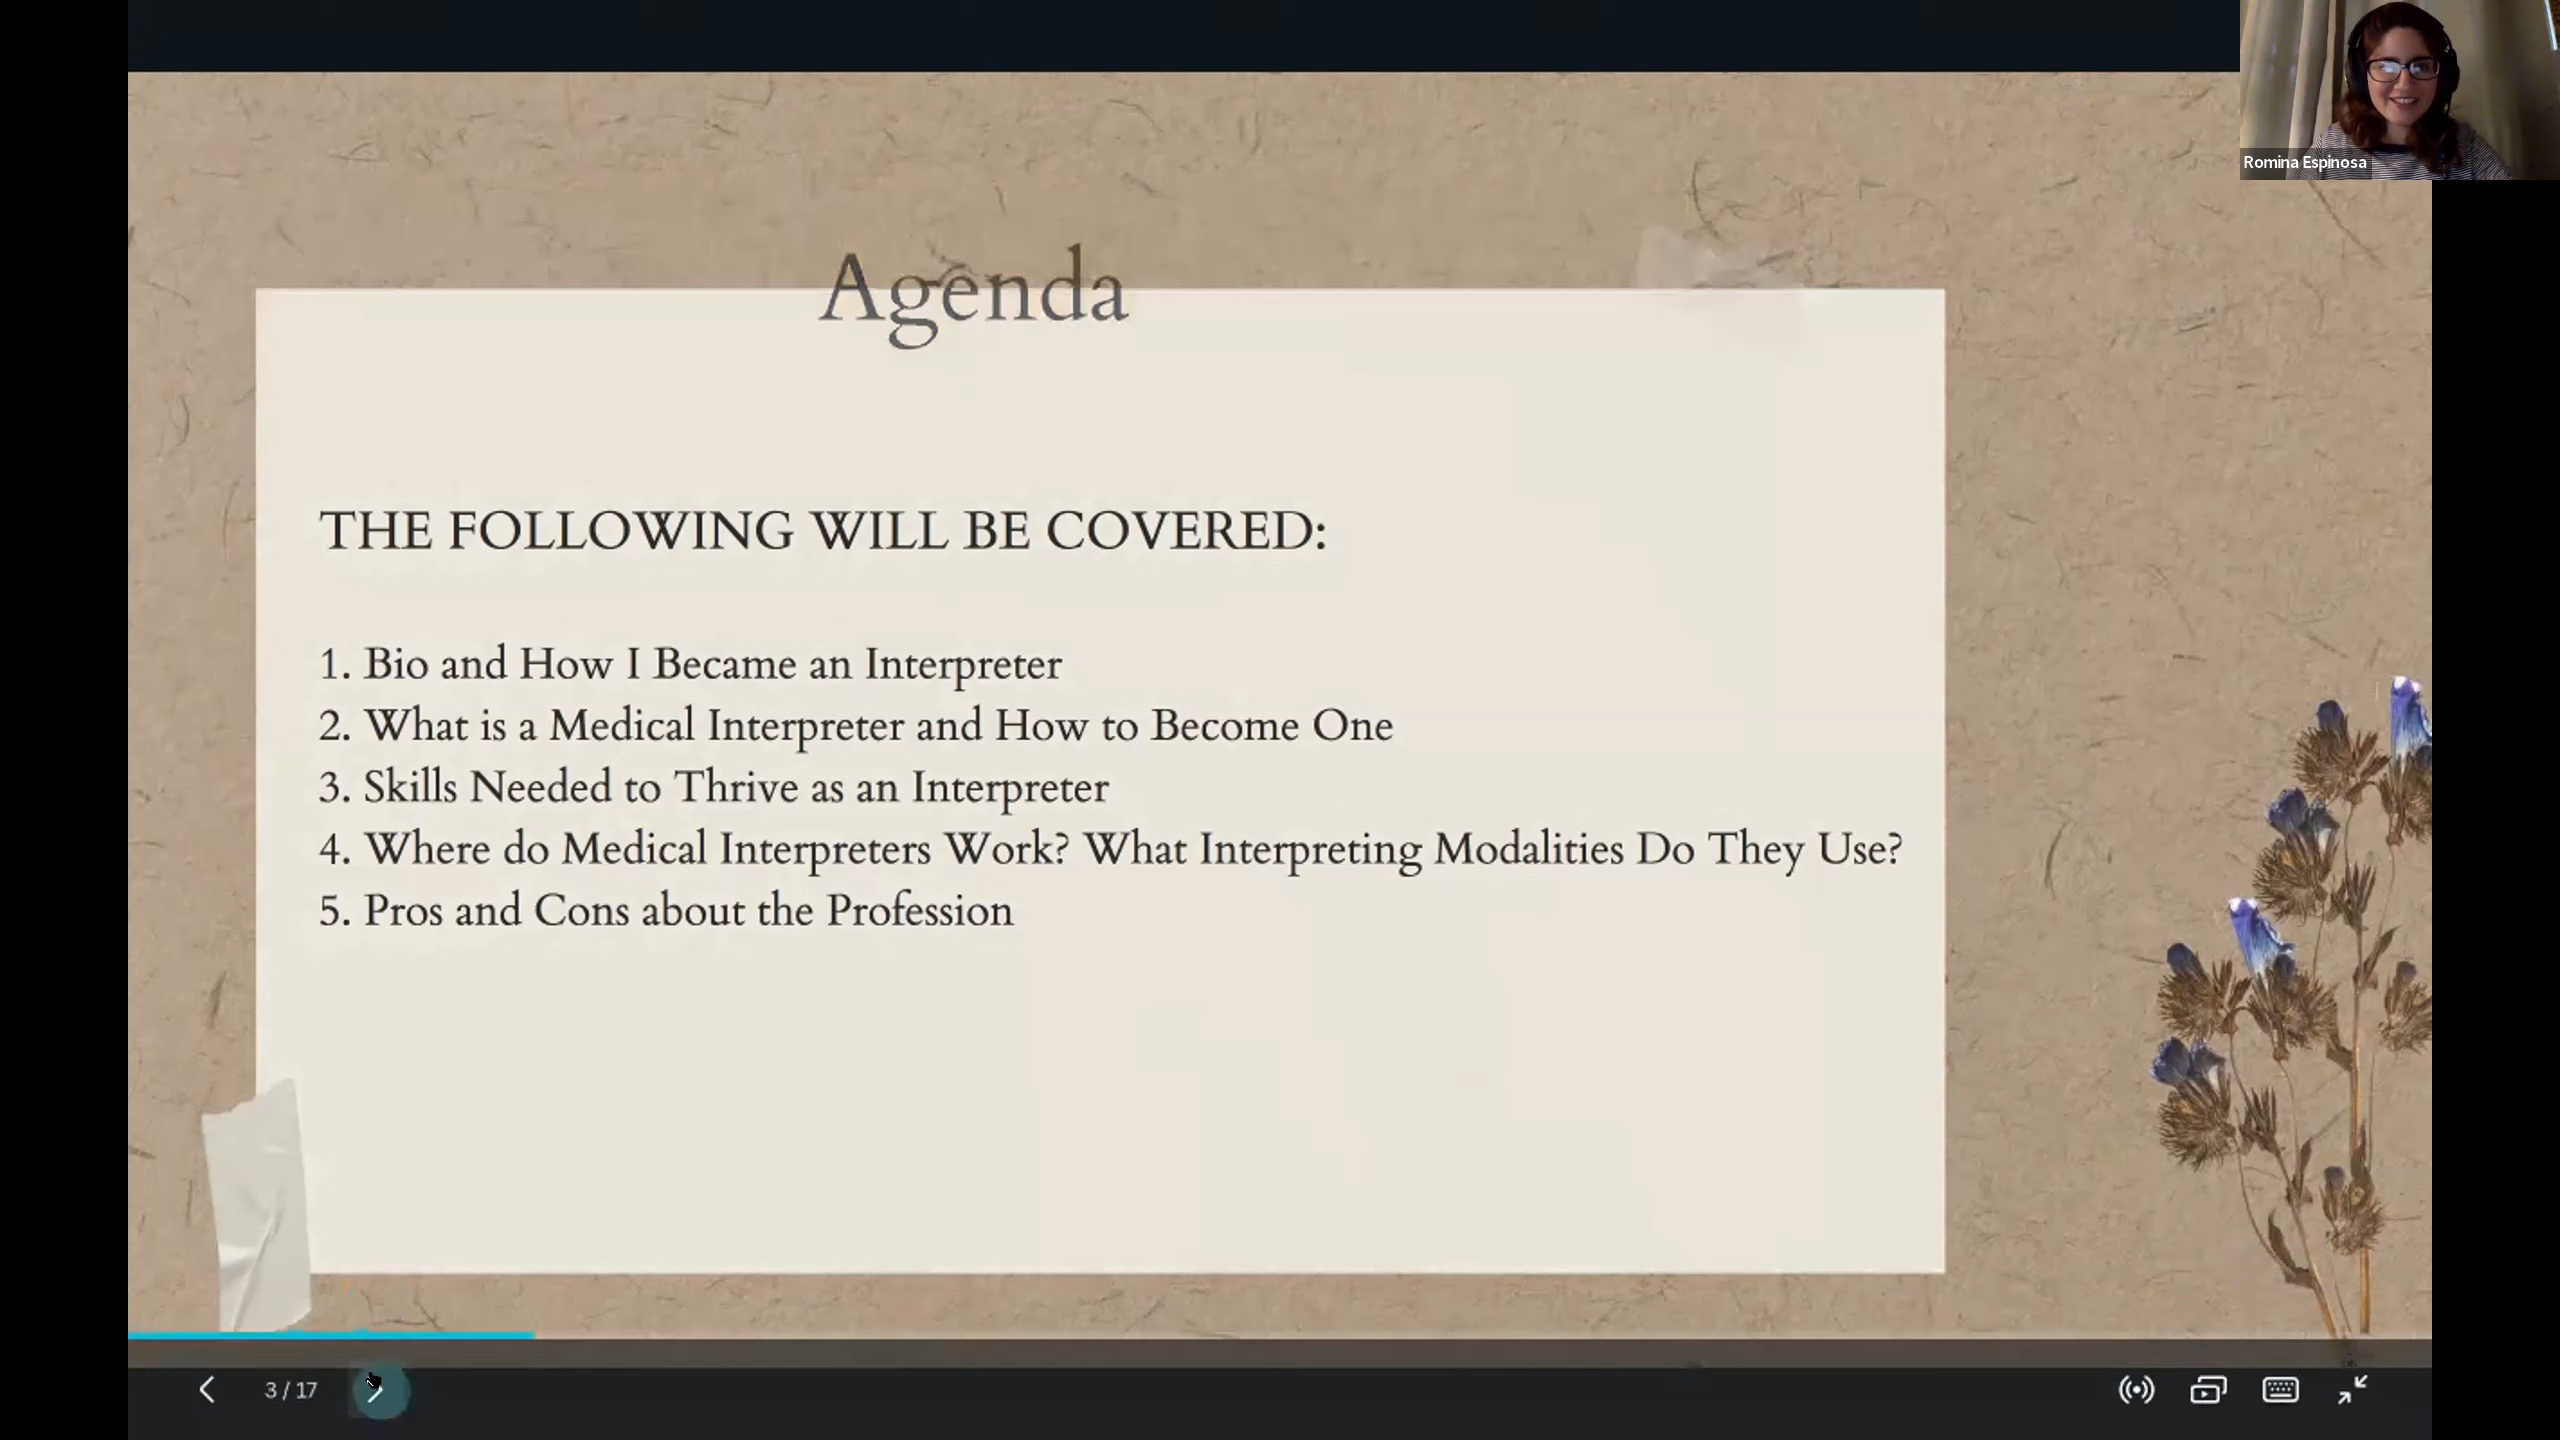 Romina Espinosa
Agenda
THE FOLLOWING WILL BE COVERED:
1. Bio and How I Became an Interpreter
2. What is a Medical Interpreter and How to Become One
3. Skills Needed to Thrive as an Interpreter
4. Where do Medical Interpreters Work? What Interpreting Modalities Do They Use?
5. Pros and Cons about the Profession
3 / 17